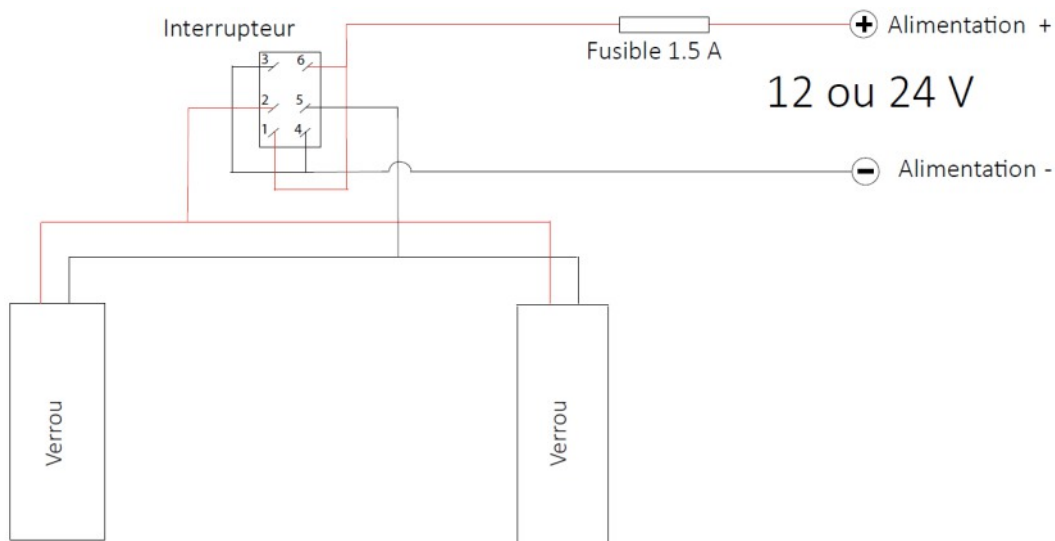 Interrupteur
Alimentation +
Fusible 1.5 A
12 ou 24 V
3 6
2 5
1 4
Alimentation -
Verrou
Verrou